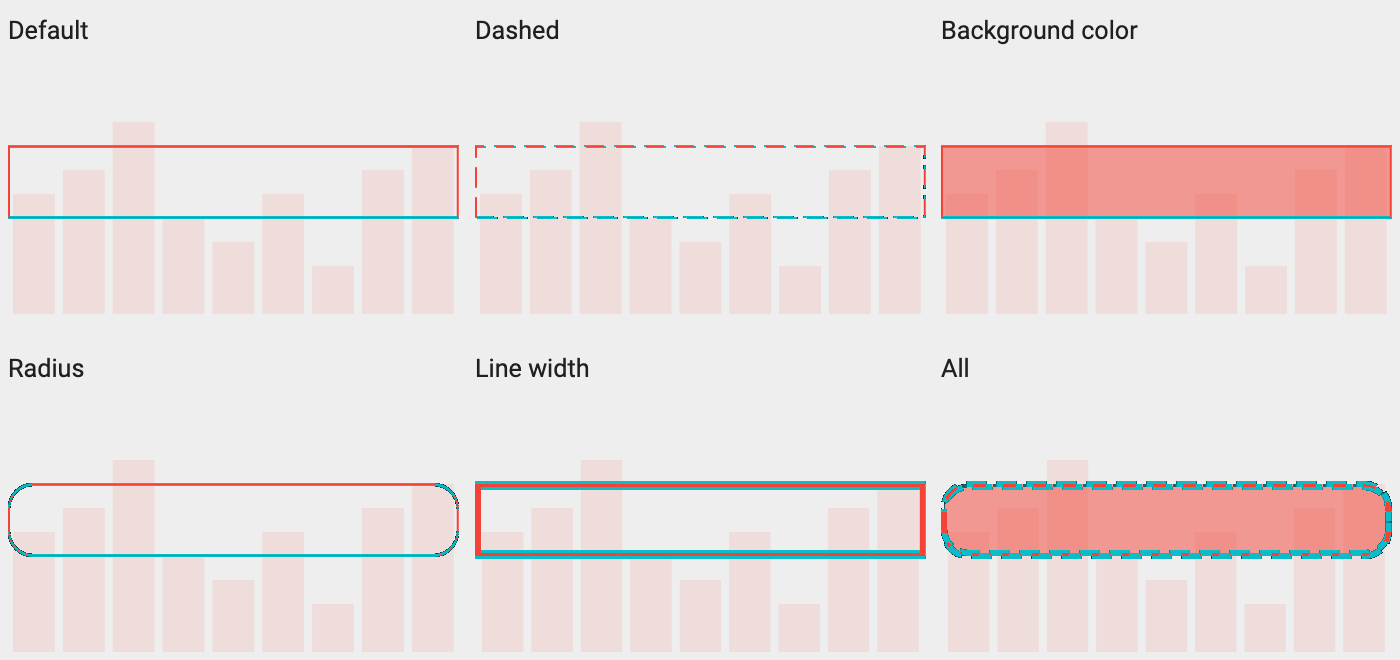 Default
Dashed
Background color
Radius
Line width
All